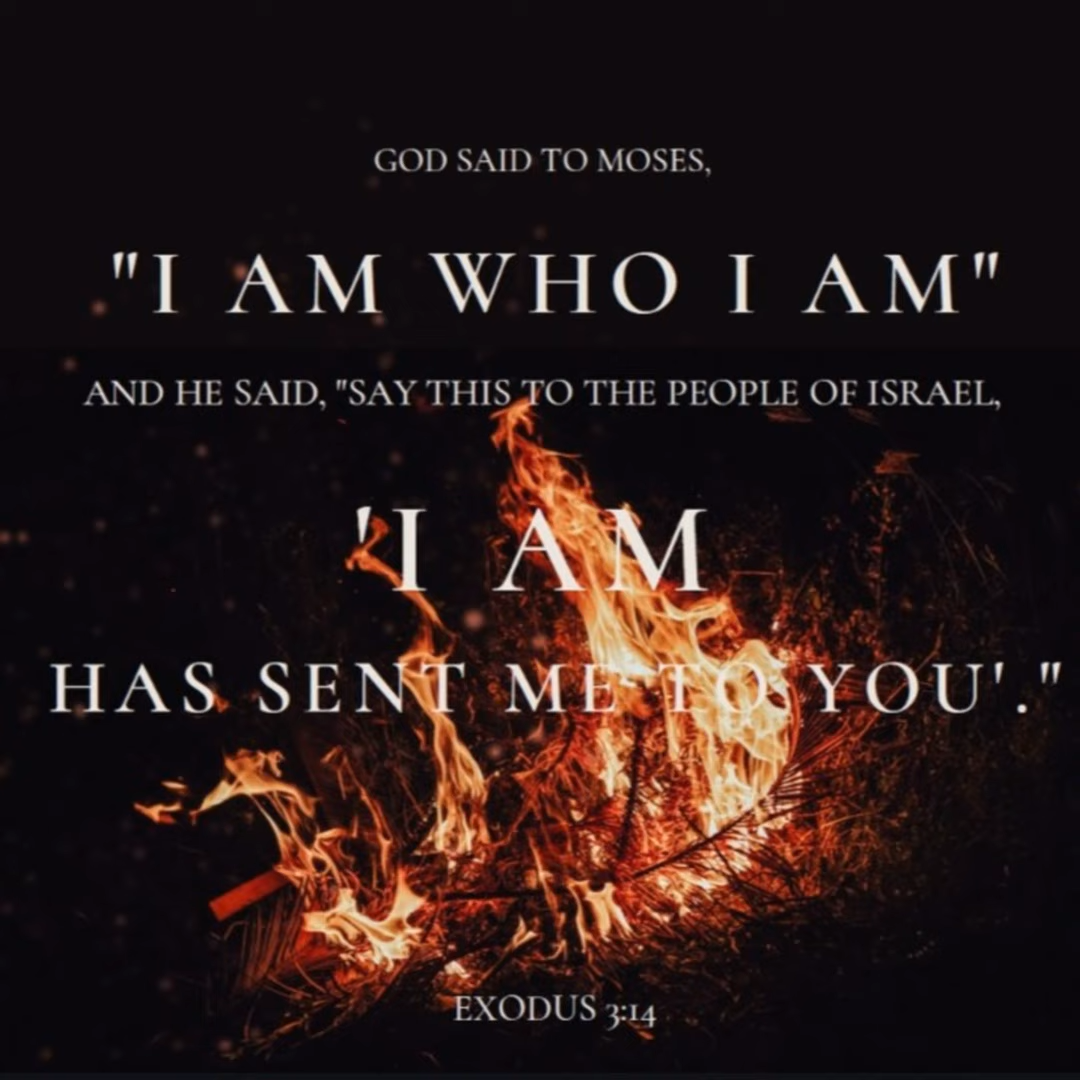 GOD SAID TO MOSES,
"I AM WHO I AM"
AND HE SAID, "SAY THIS TO THE PEOPLE OF ISRAEL,
'I AM
HAS SENT ME TO YOU'."
EXODUS 3:14